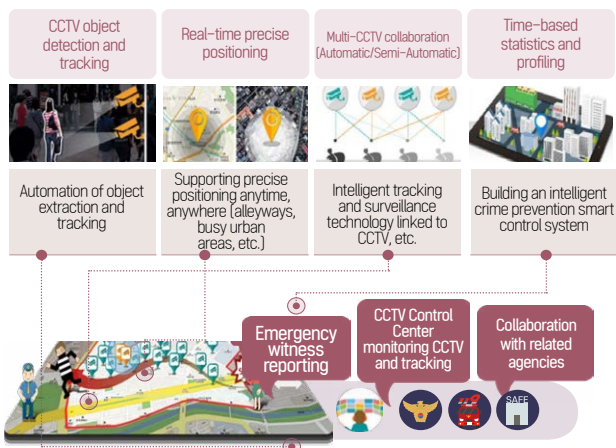 CCTV object
detection and
tracking
Real-time precise
positioning
Multi-CCTV collaboration
(Automatic/Semi-Automatic)
Time-based
statistics and
profiling
Automation of object
extraction and
tracking
Supporting precise
positioning anytime,
anywhere (alleyways,
busy urban
areas, etc.)
Intelligent tracking
and surveillance
technology linked to
CCTV, etc.
Building an intelligent
crime prevention smart
control system
Emergency
witness
reporting
CCTV Control
Center
monitoring CCTV
and tracking
Collaboration
with related
agencies
SAFE